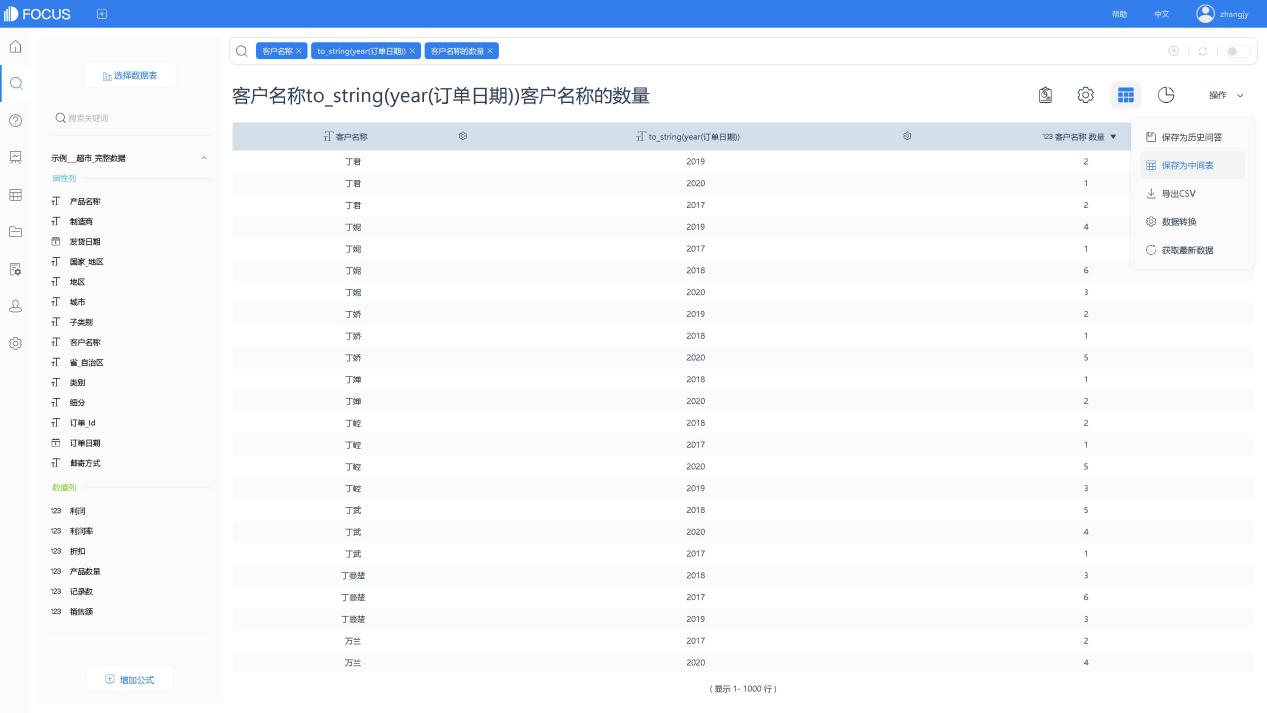 FOCUS
帮助 中文 zhangjy
选择数据表
搜索关键词
示例__超市_完整数据
属性列
产品名称
制造商
发货日期
国家_地区
地区
城市
子类别
客户名称
省_自治区
类别
细分
订单_Id
订单日期
邮寄方式
数值列
123 利润
123 利润率
123 折扣
123 产品数量
123 记录数
123 销售额
增加公式
客户名称 × to_string(year(订单日期)) × 客户名称的数量 ×
客户名称to_string(year(订单日期))客户名称的数量
操作
保存为历史问答
保存为中间表
导出CSV
数据转换
获取最新数据
客户名称 to_string(year(订单日期)) 123 客户名称 数量
丁君 2019 2
丁君 2020 1
丁君 2017 2
丁妮 2019 4
丁妮 2017 1
丁妮 2018 6
丁妮 2020 3
丁娇 2019 2
丁娇 2018 1
丁娇 2020 5
丁婵 2018 1
丁婵 2020 2
丁崆 2018 2
丁崆 2017 1
丁崆 2020 5
丁崆 2019 3
丁武 2018 5
丁武 2020 4
丁武 2017 1
丁曼楚 2018 3
丁曼楚 2017 6
丁曼楚 2019 3
万兰 2017 2
万兰 2020 4
( 显示 1- 1000 行 )